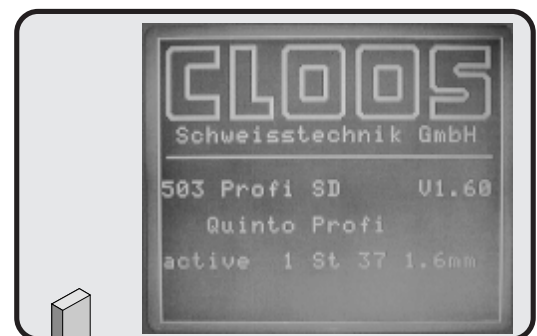 CLOOS
Schweisstechnik GmbH
503 Profi SD V1.60
Quinto Profi
active 1 St 37 1.6mm